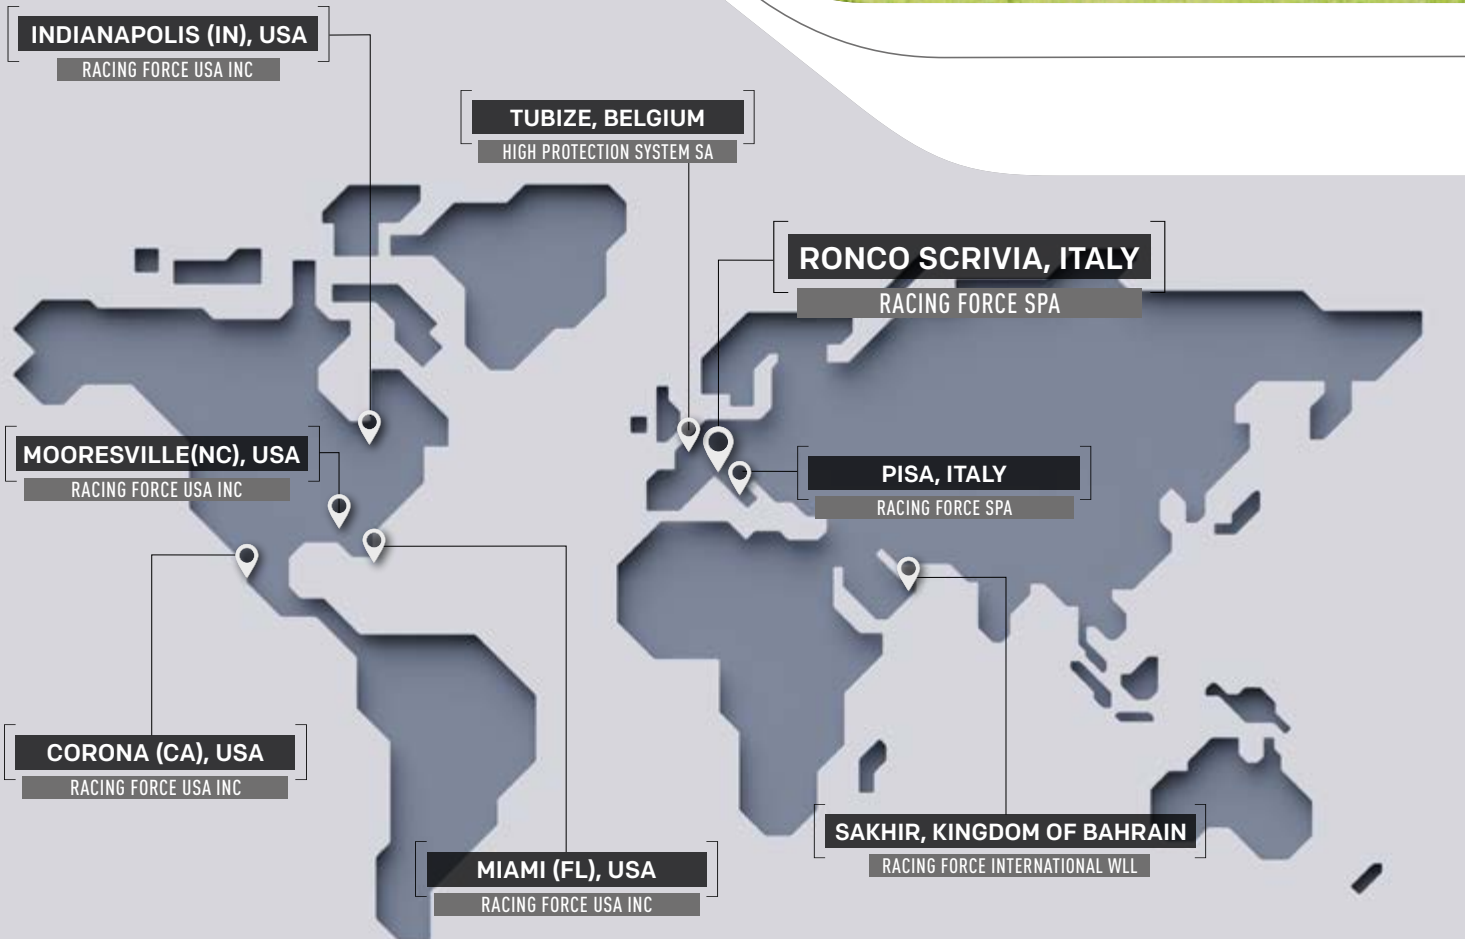 INDIANAPOLIS (IN), USA
RACING FORCE USA INC
TUBIZE, BELGIUM
HIGH PROTECTION SYSTEM SA
RONCO SCRIVIA, ITALY
RACING FORCE SPA
MOORESVILLE(NC), USA
RACING FORCE USA INC
PISA, ITALY
RACING FORCE SPA
CORONA (CA), USA
RACING FORCE USA INC
SAKHIR, KINGDOM OF BAHRAIN
RACING FORCE INTERNATIONAL WLL
MIAMI (FL), USA
RACING FORCE USA INC